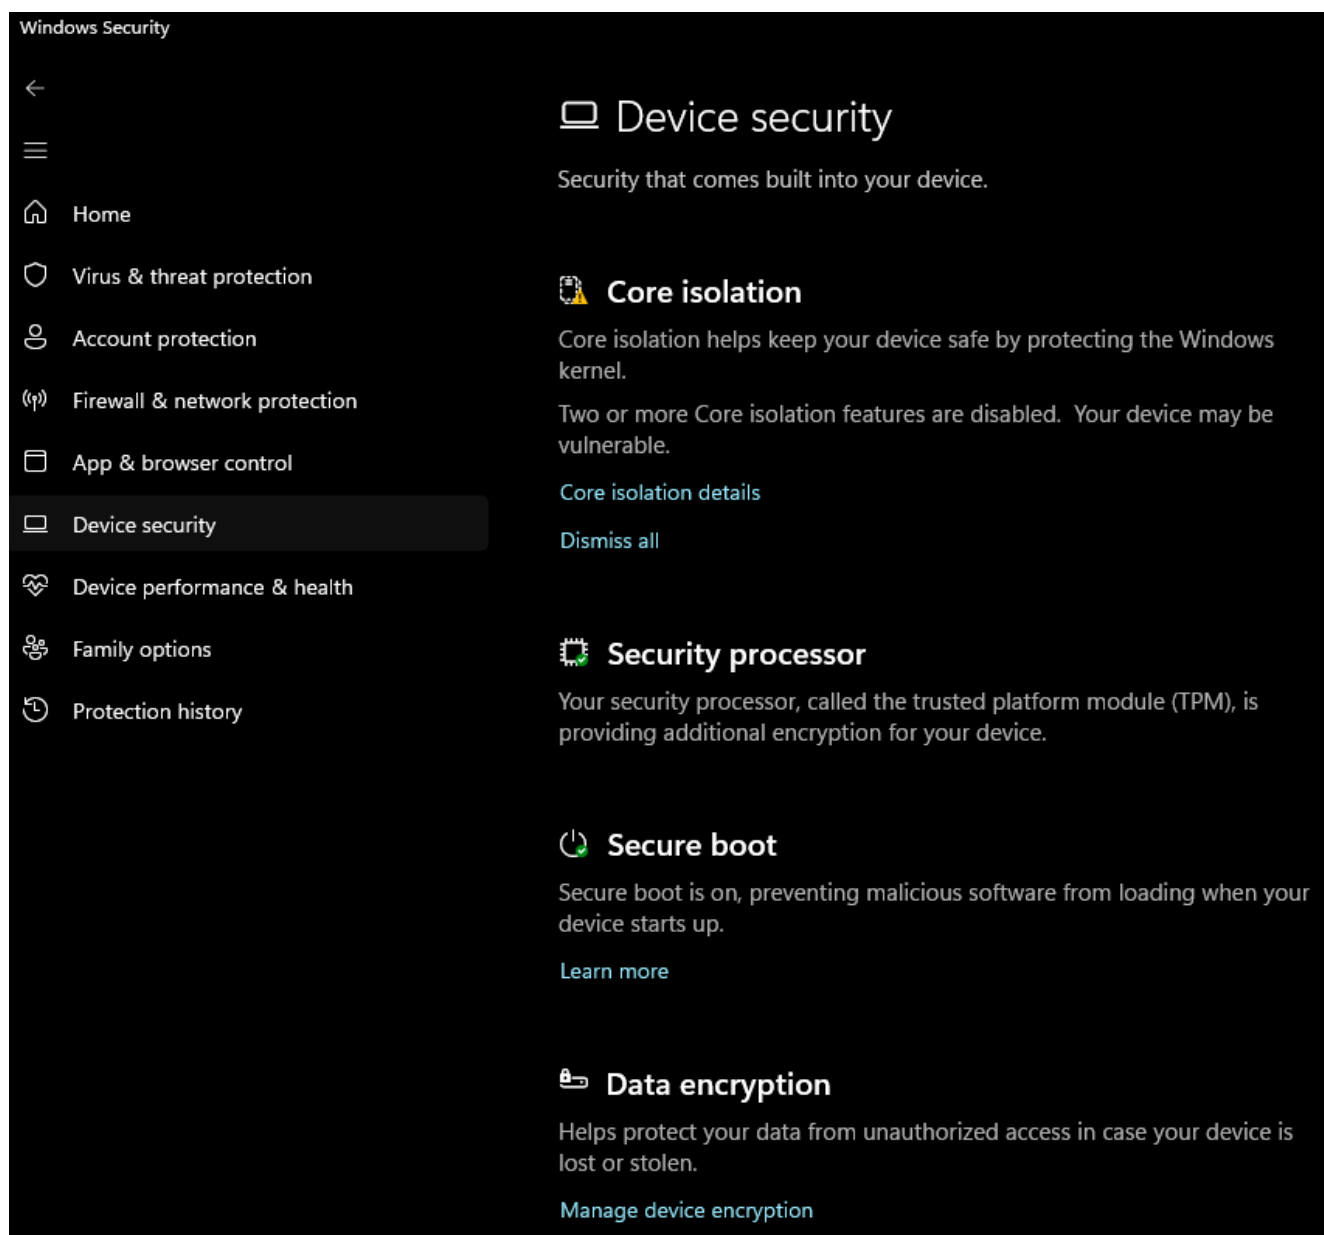 Windows Security
Home
Virus & threat protection
Account protection
Firewall & network protection
App & browser control
Device security
Device performance & health
Family options
Protection history
Device security
Security that comes built into your device.
Core isolation
Core isolation helps keep your device safe by protecting the Windows
kernel.
Two or more Core isolation features are disabled.  Your device may be
vulnerable.
Core isolation details
Dismiss all
Security processor
Your security processor, called the trusted platform module (TPM), is
providing additional encryption for your device.
Secure boot
Secure boot is on, preventing malicious software from loading when your
device starts up.
Learn more
Data encryption
Helps protect your data from unauthorized access in case your device is
lost or stolen.
Manage device encryption